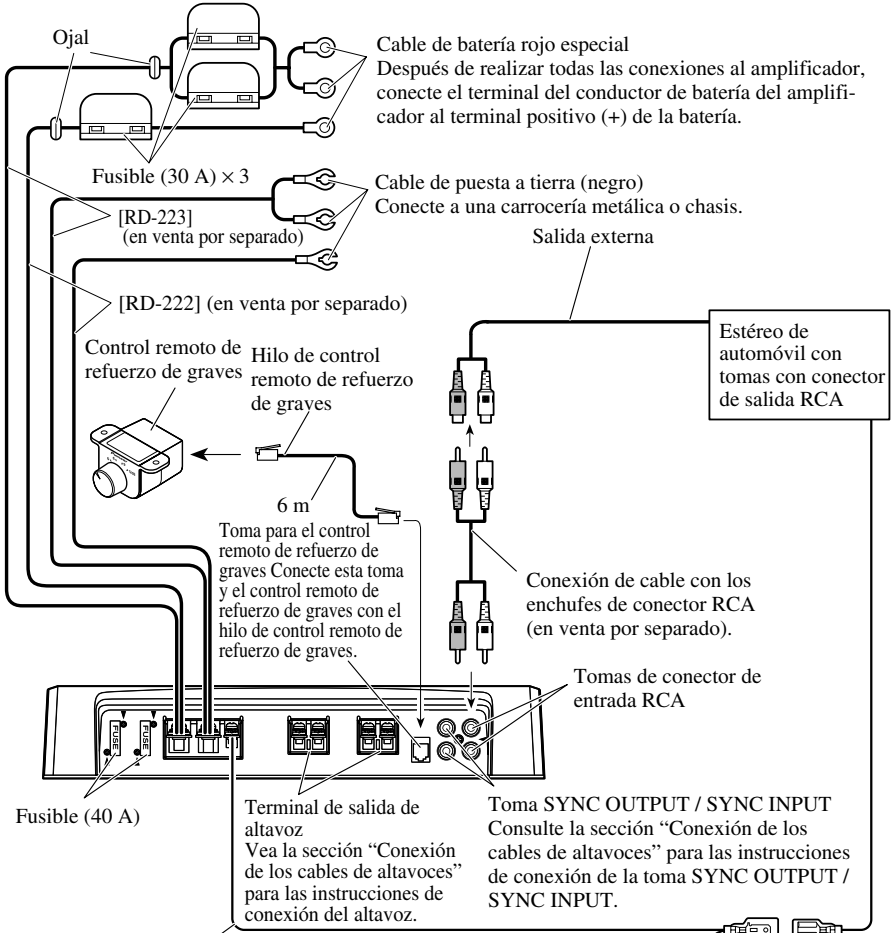 Ojal
Cable de batería rojo especial
Después de realizar todas las conexiones al amplificador,
conecte el terminal del conductor de batería del amplifi-
cador al terminal positivo (+) de la batería.
Fusible (30 A) × 3
Cable de puesta a tierra (negro)
Conecte a una carrocería metálica o chasis.
[RD-223]
(en venta por separado)
Salida externa
[RD-222] (en venta por separado)
Estéreo de
automóvil con
tomas con conector
de salida RCA
Control remoto de
refuerzo de graves
Hilo de control
remoto de refuerzo
de graves
6 m
Toma para el control
remoto de refuerzo de
graves Conecte esta toma
y el control remoto de
refuerzo de graves con el
hilo de control remoto de
refuerzo de graves.
Conexión de cable con los
enchufes de conector RCA
(en venta por separado).
Tomas de conector de
entrada RCA
FUSE
FUSE
Fusible (40 A)
Terminal de salida de
altavoz
Vea la sección “Conexión
de los cables de altavoces”
para las instrucciones de
conexión del altavoz.
Toma SYNC OUTPUT / SYNC INPUT
Consulte la sección “Conexión de los
cables de altavoces” para las instrucciones
de conexión de la toma SYNC OUTPUT /
SYNC INPUT.